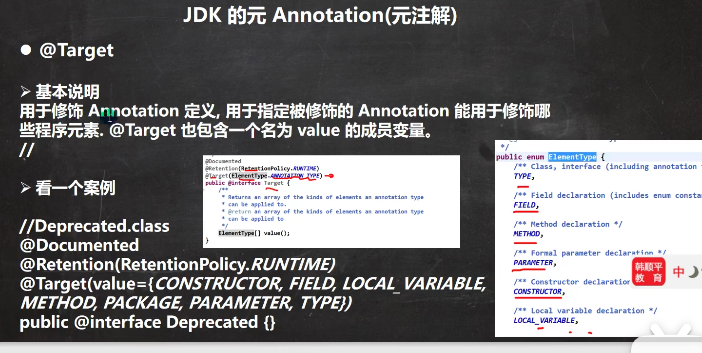 JDK 的元 Annotation(元注解)
● @Target
➢ 基本说明
用于修饰 Annotation 定义, 用于指定被修饰的 Annotation 能用于修饰哪
些程序元素. @Target 也包含一个名为 value 的成员变量。
//
➢ 看一个案例
//Deprecated.class
@Documented
@Retention(RetentionPolicy.RUNTIME)
@Target(value={CONSTRUCTOR, FIELD, LOCAL_VARIABLE,
METHOD, PACKAGE, PARAMETER, TYPE})
public @interface Deprecated {}
@Documented
@Retention(RetentionPolicy.RUNTIME)
@Target(ElementType.ANNOTATION_TYPE)
public @interface Target {
/**
* Returns an array of the kinds of elements an annotation type
* can be applied to.
* @return an array of the kinds of elements an annotation type
* can be applied to
*/
ElementType[] value();
}
*/
public enum ElementType {
/** Class, interface (including annotation
TYPE,
/** Field declaration (includes enum consta
FIELD,
/** Method declaration */
METHOD,
/** Formal parameter declaration */
PARAMETER,
/** Constructor declaration
CONSTRUCTOR,
/** Local variable declaration */
LOCAL_VARIABLE,
韩顺平
教育
中